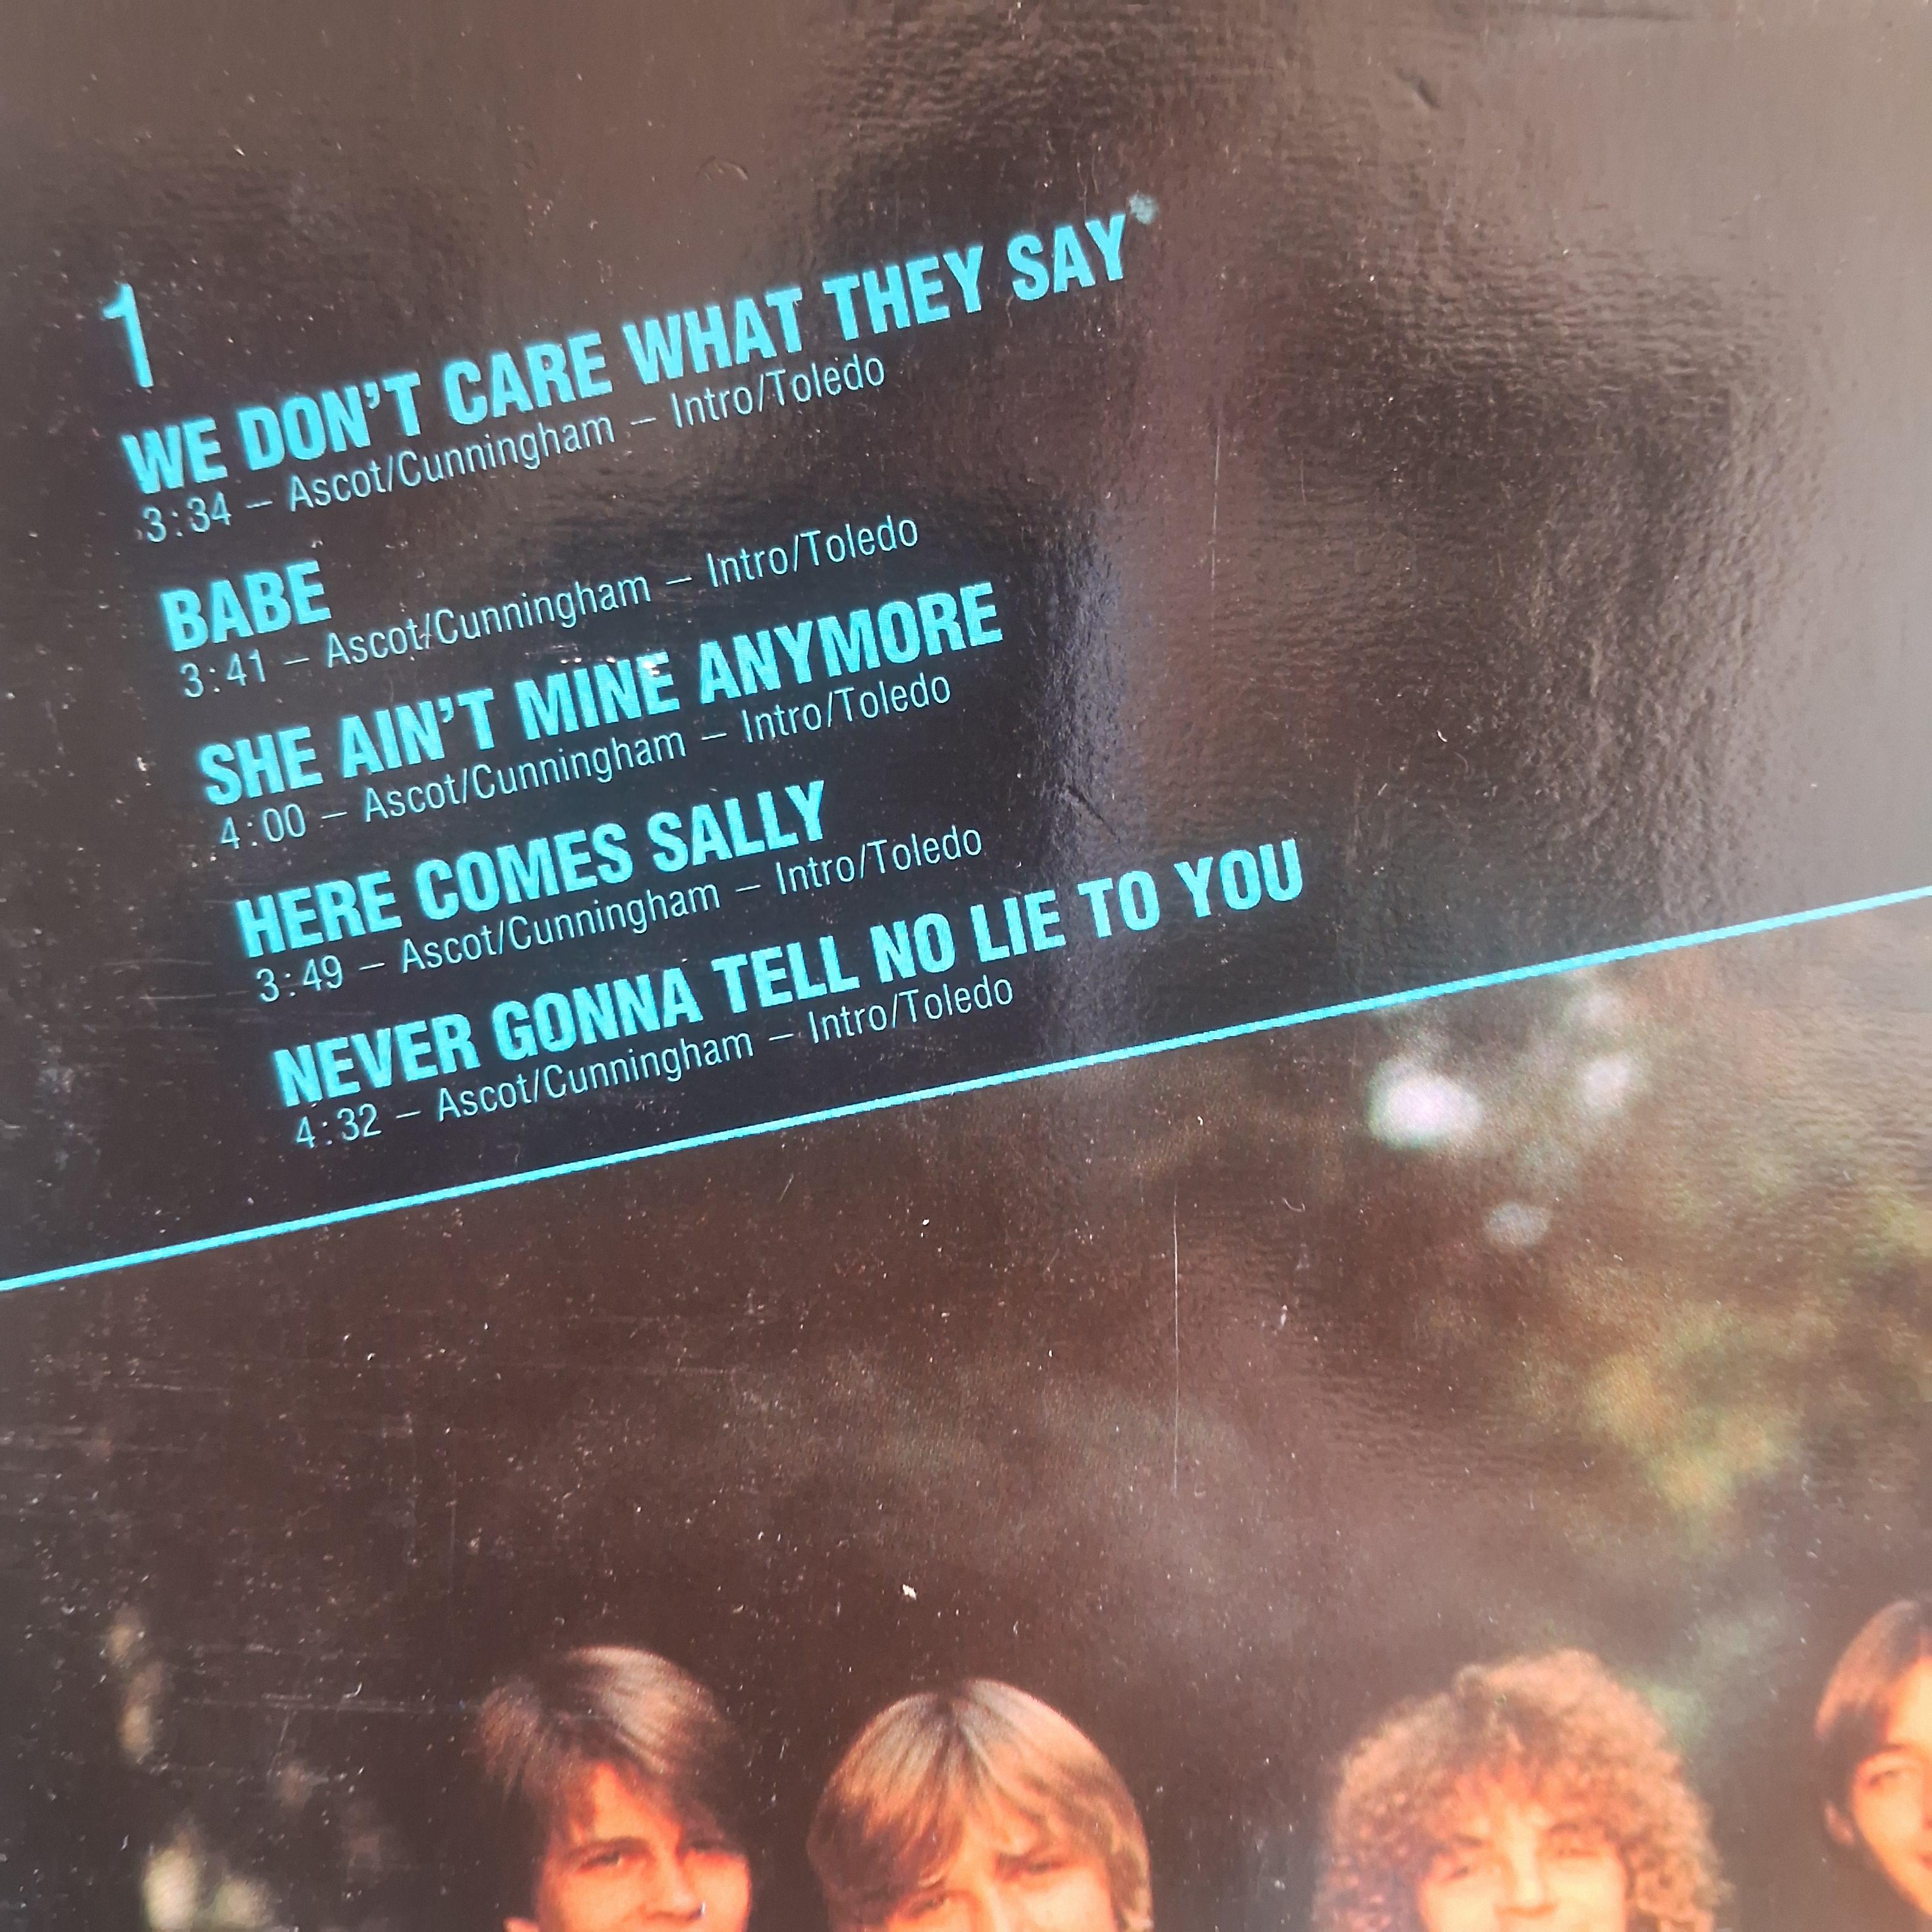 1
WE DON'T CARE WHAT THEY SAY*
3:34 – Ascot/Cunningham – Intro/Toledo
BABE
3:41 – Ascot/Cunningham – Intro/Toledo
SHE AIN'T MINE ANYMORE
4:00 – Ascot/Cunningham – Intro/Toledo
HERE COMES SALLY
3:49 – Ascot/Cunningham – Intro/Toledo
NEVER GONNA TELL NO LIE TO YOU
4:32 – Ascot/Cunningham – Intro/Toledo